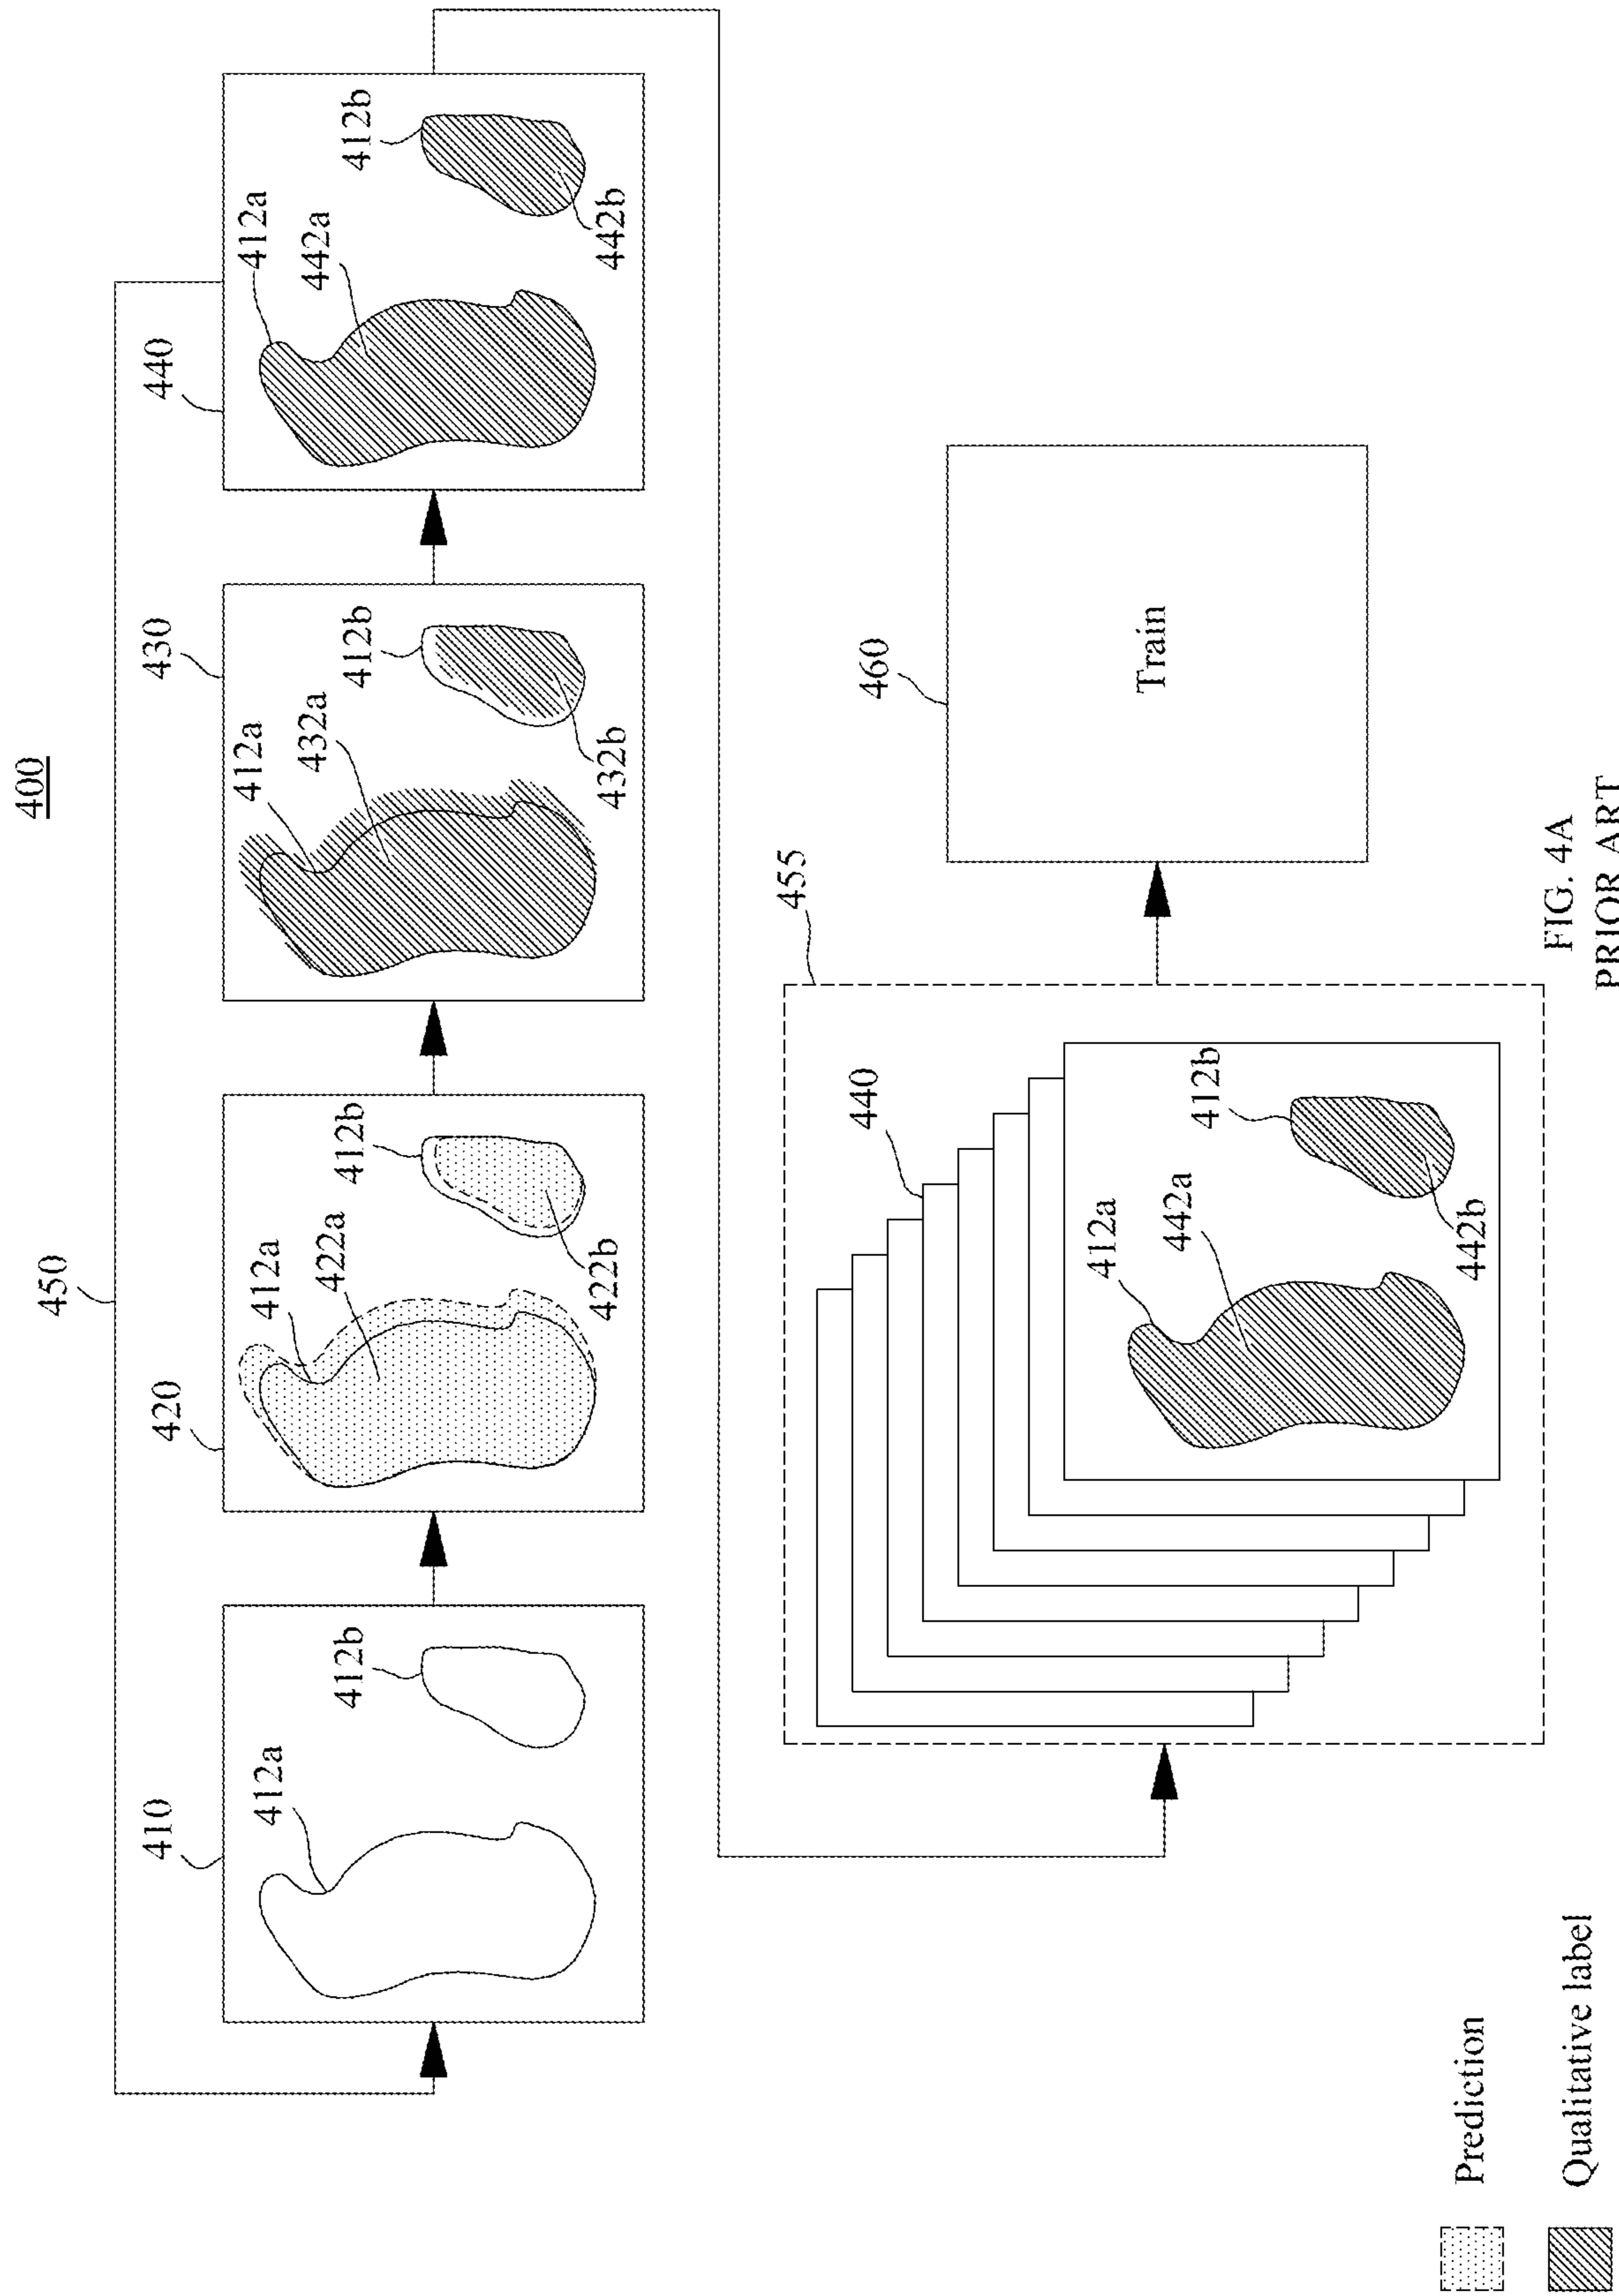 400
450
410
412a
412b
420
412a
422a
412b
422b
430
412a
432a
412b
432b
440
412a
442a
412b
442b
455
440
412a
442a
412b
442b
460
Train
Prediction
Qualitative label
FIG. 4A
PRIOR ART